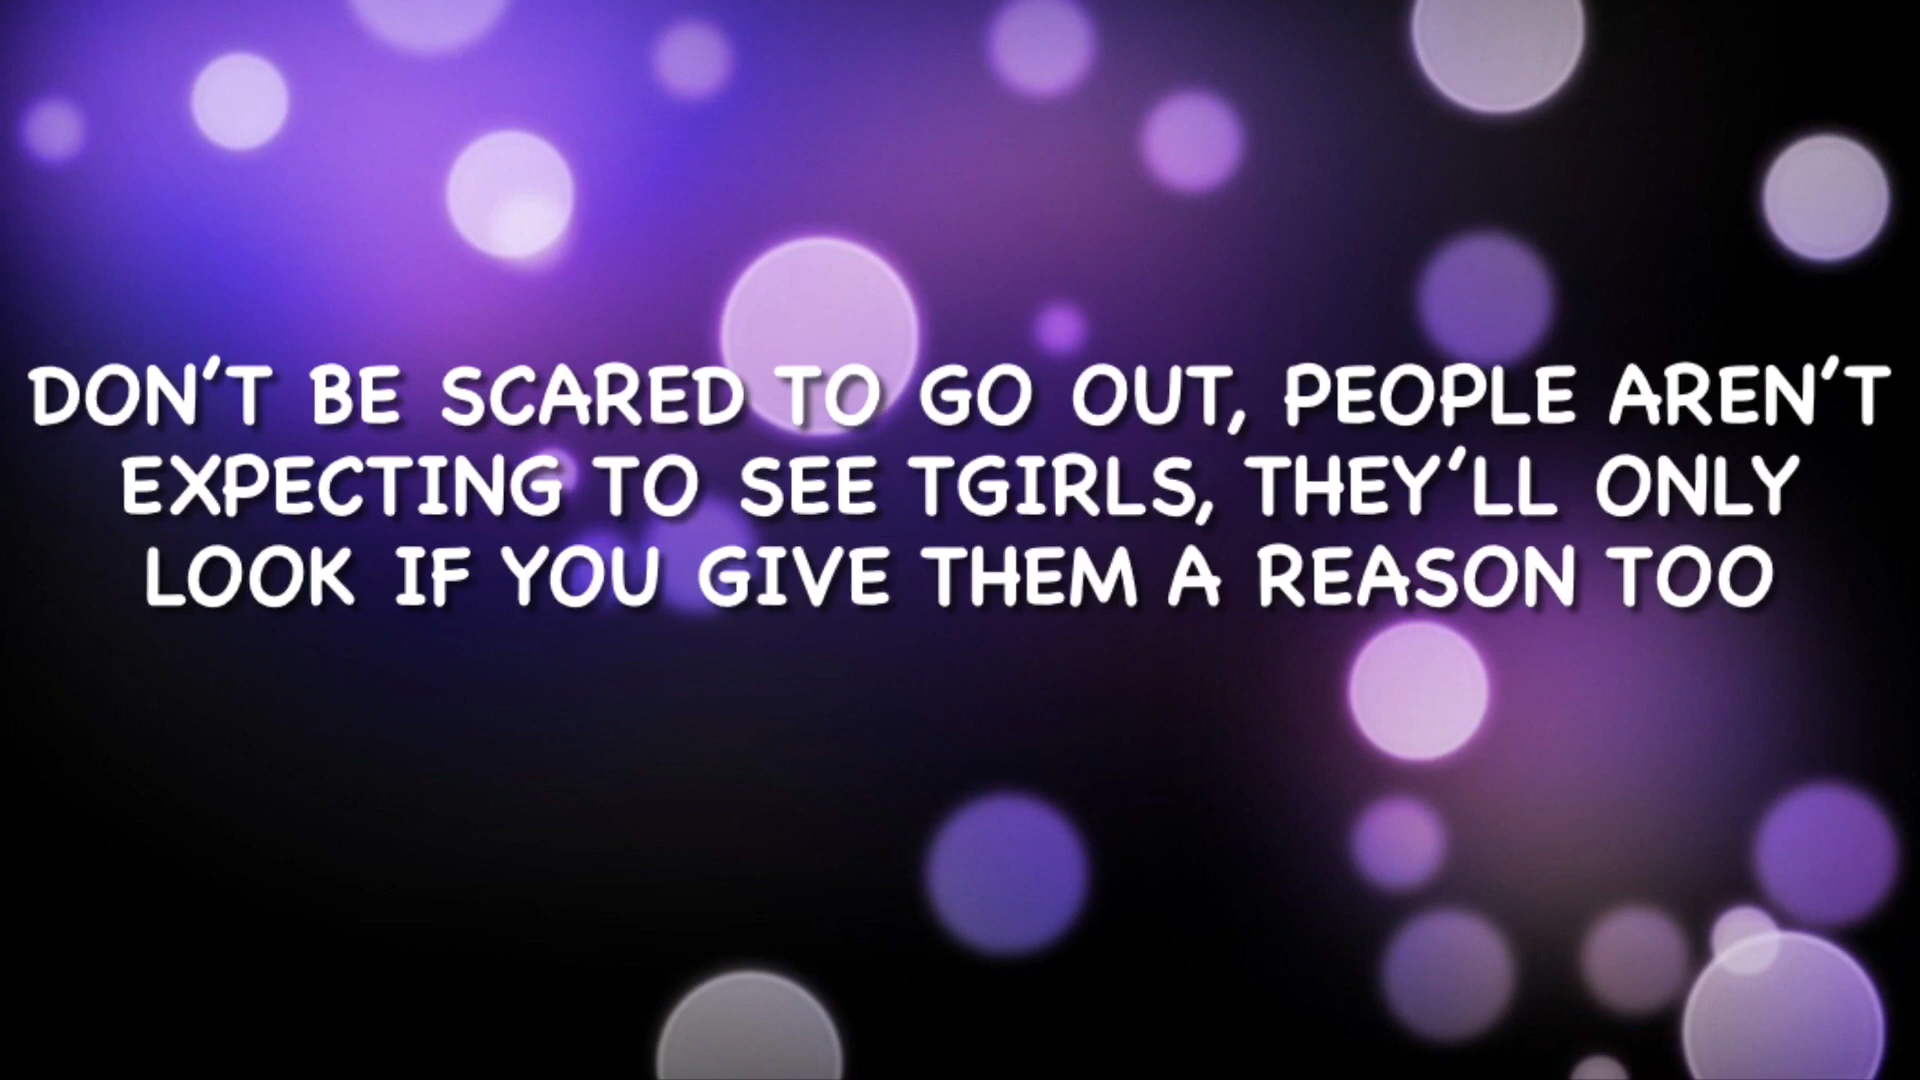 DON'T BE SCARED TO GO OUT, PEOPLE AREN'T
EXPECTING TO SEE TGIRLS, THEY'LL ONLY
LOOK IF YOU GIVE THEM A REASON TOO